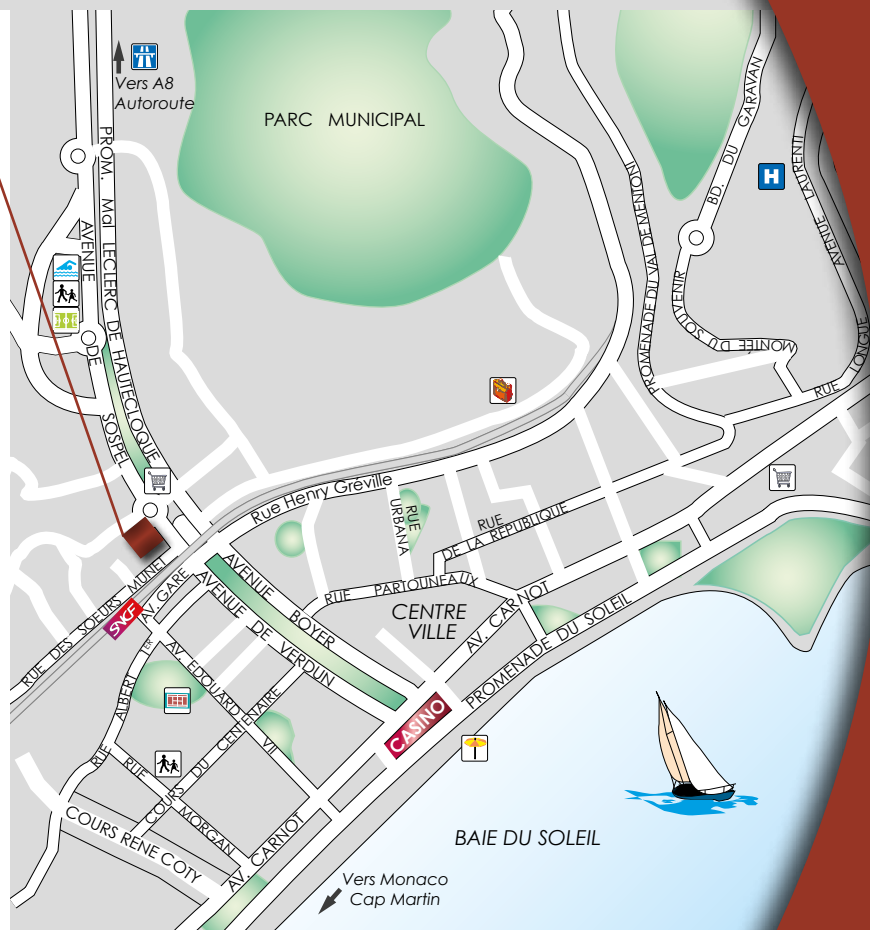 Vers A8
Autoroute
PARC MUNICIPAL
PROM. Mal LECLERC DE HAUTECLOQUE
AVENUE DE SOSPEL
PROMENADE DU VAL DE MENTONI
BD. DU GARAVAN
H
AVENUE LAURENTI
MONTÉE DU SOUVENIR
RUE LONGUE
Rue Henry Gréville
RUE URBANA
RUE DE LA REPUBLIQUE
RUE PARTOUNEAUX
CENTRE
VILLE
AV. CARNOT
PROMENADE DU SOLEIL
RUE DES SOEURS MUNET
SNCF
AV. GARE
AVENUE BOYER
AVENUE DE VERDUN
CASINO
RUE ALBERT 1ER
AV. EDOUARD VII
COURS DU CENTENAIRE
RUE MORGAN
COURS RENE COTY
AV. CARNOT
BAIE DU SOLEIL
Vers Monaco
Cap Martin